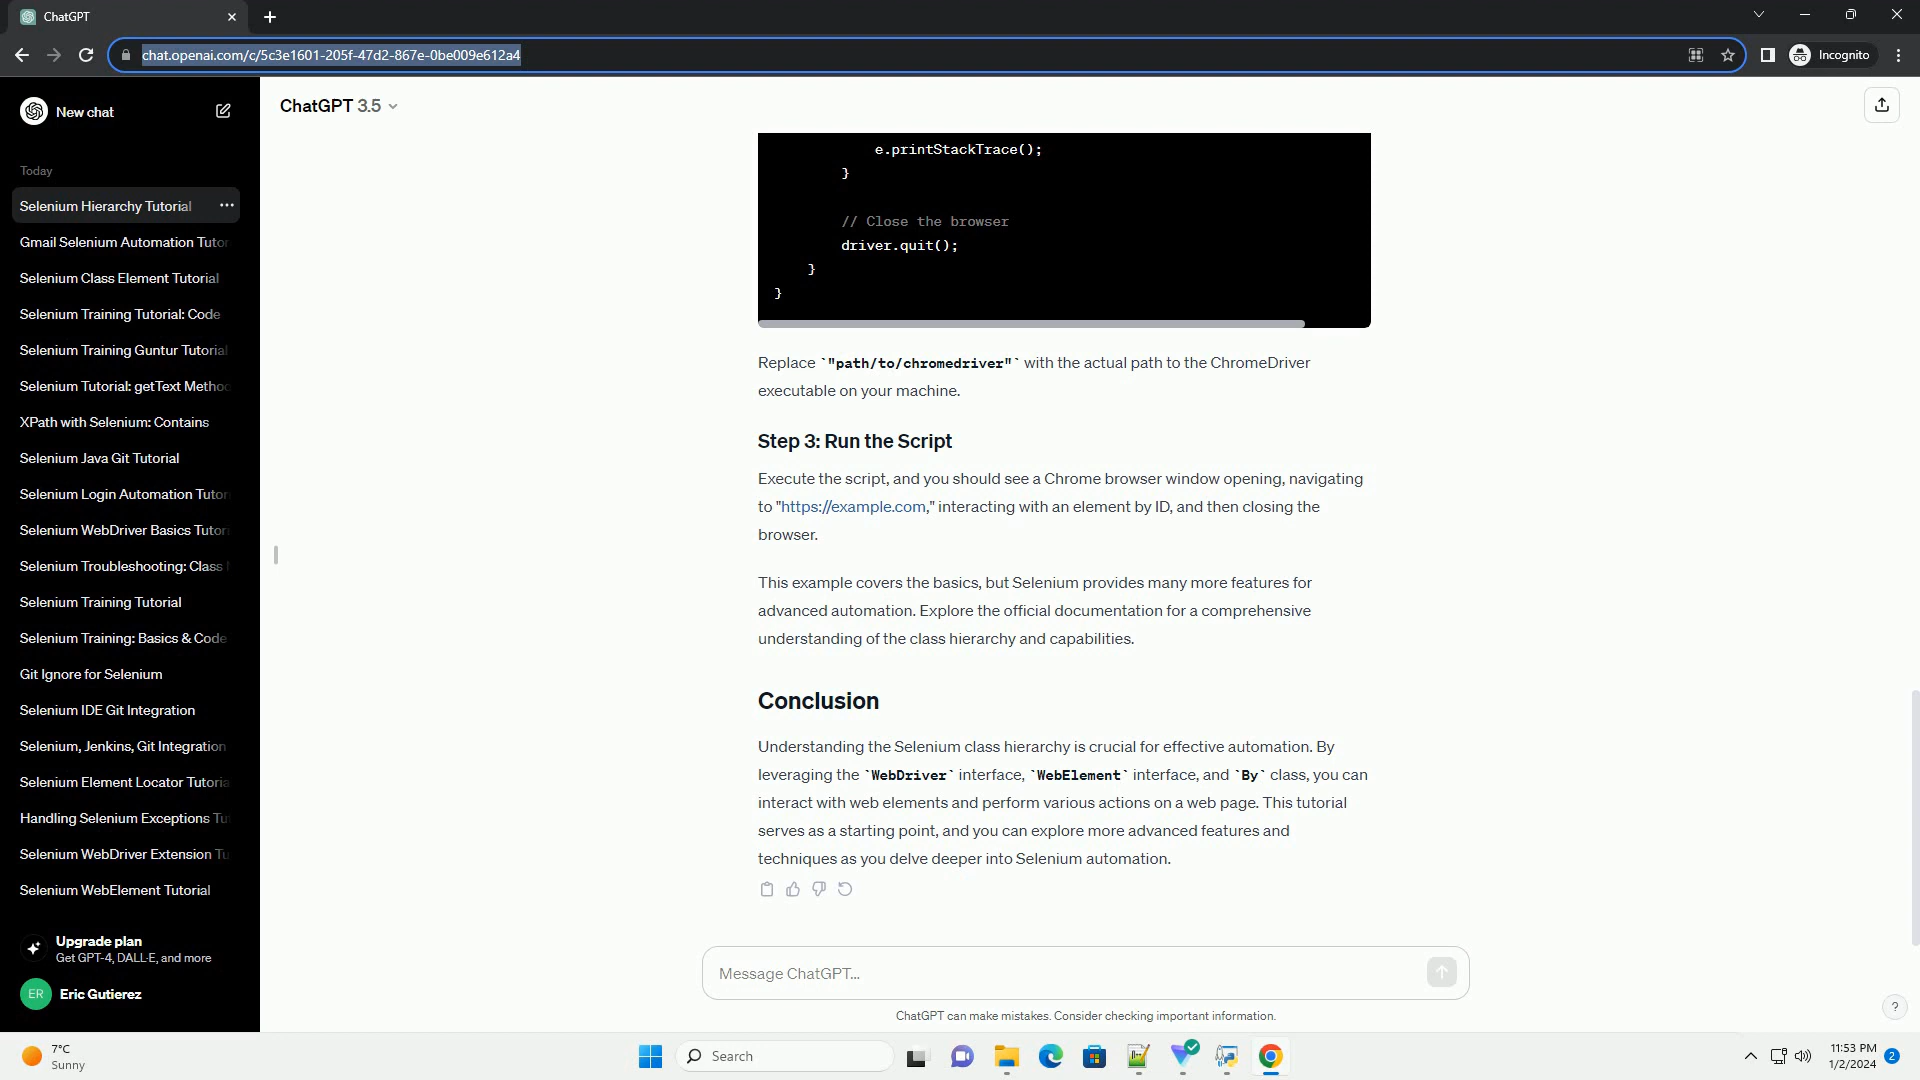 ChatGPT
chat.openai.com/c/5c3e1601-205f-47d2-867e-0be009e612a4
Incognito
New chat
ChatGPT 3.5
Today
Selenium Hierarchy Tutorial
Gmail Selenium Automation Tutor
Selenium Class Element Tutorial
Selenium Training Tutorial: Code
Selenium Training Guntur Tutorial
Selenium Tutorial: getText Method
XPath with Selenium: Contains
Selenium Java Git Tutorial
Selenium Login Automation Tutor
Selenium WebDriver Basics Tutori
Selenium Troubleshooting: Class
Selenium Training Tutorial
Selenium Training: Basics & Code
Git Ignore for Selenium
Selenium IDE Git Integration
Selenium, Jenkins, Git Integration
Selenium Element Locator Tutoria
Handling Selenium Exceptions Tu
Selenium WebDriver Extension Tu
Selenium WebElement Tutorial
Upgrade plan
Get GPT-4, DALL·E, and more
ER
Eric Gutierez
e.printStackTrace();
}
// Close the browser
driver.quit();
}
}
Replace `"path/to/chromedriver"` with the actual path to the ChromeDriver
executable on your machine.
Step 3: Run the Script
Execute the script, and you should see a Chrome browser window opening, navigating
to "https://example.com," interacting with an element by ID, and then closing the
browser.
This example covers the basics, but Selenium provides many more features for
advanced automation. Explore the official documentation for a comprehensive
understanding of the class hierarchy and capabilities.
Conclusion
Understanding the Selenium class hierarchy is crucial for effective automation. By
leveraging the `WebDriver` interface, `WebElement` interface, and `By` class, you can
interact with web elements and perform various actions on a web page. This tutorial
serves as a starting point, and you can explore more advanced features and
techniques as you delve deeper into Selenium automation.
Message ChatGPT...
ChatGPT can make mistakes. Consider checking important information.
?
7°C
Sunny
Search
11:53 PM
1/2/2024
2